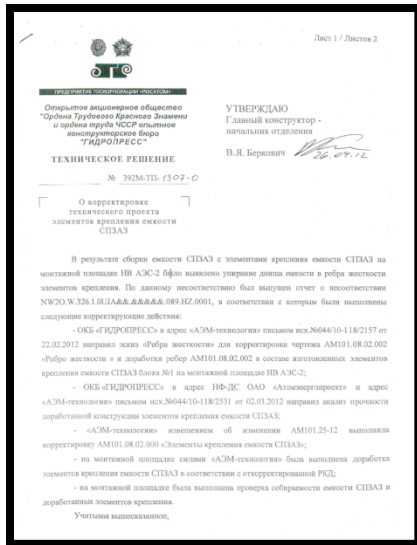 Лист 1 / Листов 2
ПРЕДПРИЯТИЕ ГОСКОРПОРАЦИИ «РОСАТОМ»
Открытое акционерное общество
"Ордена Трудового Красного Знамени
и ордена труда ЧССР опытное
конструкторское бюро
"ГИДРОПРЕСС"
ТЕХНИЧЕСКОЕ РЕШЕНИЕ
№ 392М-ТП- 1307-0
О корректировке
технического проекта
элементов крепления емкости
СПЗАЗ
УТВЕРЖДАЮ
Главный конструктор -
начальник отделения
В.Я. Беркович
26.04.12
В результате сборки емкости СПЗАЗ с элементами крепления емкости СПЗАЗ на
монтажной площадке НВ АЭС-2 было выявлено упирание днища емкости в ребра жесткости
элементов крепления. По данному несоответствию был выпущен отчет о несоответствии
NW2O.W.326.1.0UJA&&.&&&&&.089.HZ.0001, в соответствии с которым были выполнены
следующие корректирующие действия:
- ОКБ «ГИДРОПРЕСС» в адрес «АЭМ-технологии» письмом исх.№044/10-118/2157 от
22.02.2012 направил эскиз «Ребра жесткости» для корректировке чертежа АМ101.08.02.002
«Ребро жесткости » и доработки ребер АМ101.08.02.002 в составе изготовленных элементов
крепления емкости СПЗАЗ блока №1 на монтажной площадке НВ АЭС-2;
- ОКБ «ГИДРОПРЕСС» в адрес НФ-ДС ОАО «Атомэнергопроект» и адрес
«АЭМ-технологии» письмом исх.№044/10-118/2531 от 02.03.2012 направил анализ прочности
доработанной конструкции элементов крепления емкости СПЗАЗ;
- «АЭМ-технологии» извещением об изменении АМ101.25-12 выполнила
корректировку АМ101.08.02.000 «Элементы крепления емкости СПЗАЗ»;
- на монтажной площадке силами «АЭМ-технологии» была выполнена доработка
элементов крепления емкости СПЗАЗ в соответствии с откорректированной РКД;
- на монтажной площадке была выполнена проверка собираемости емкости СПЗАЗ и
доработанных элементов крепления.
Учитывая вышесказанное,